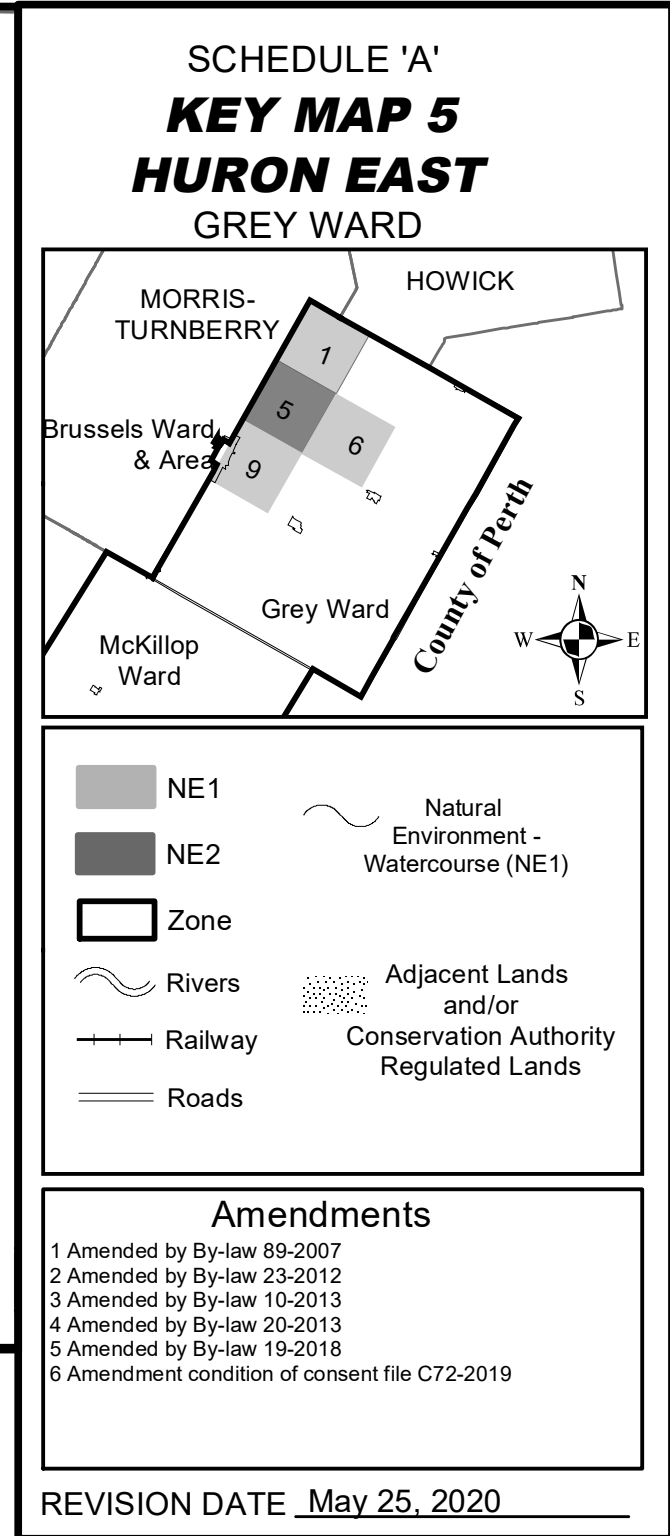 SCHEDULE 'A'
KEY MAP 5
HURON EAST
GREY WARD
HOWICK
MORRIS-
TURNBERRY
1
5
6
9
Brussels Ward
& Area
County of Perth
Grey Ward
McKillop
Ward
N
W
E
S
NE1
NE2
Zone
Rivers
Railway
Roads
Natural
Environment -
Watercourse (NE1)
Adjacent Lands
and/or
Conservation Authority
Regulated Lands
Amendments
1 Amended by By-law 89-2007
2 Amended by By-law 23-2012
3 Amended by By-law 10-2013
4 Amended by By-law 20-2013
5 Amended by By-law 19-2018
6 Amendment condition of consent file C72-2019
REVISION DATE May 25, 2020